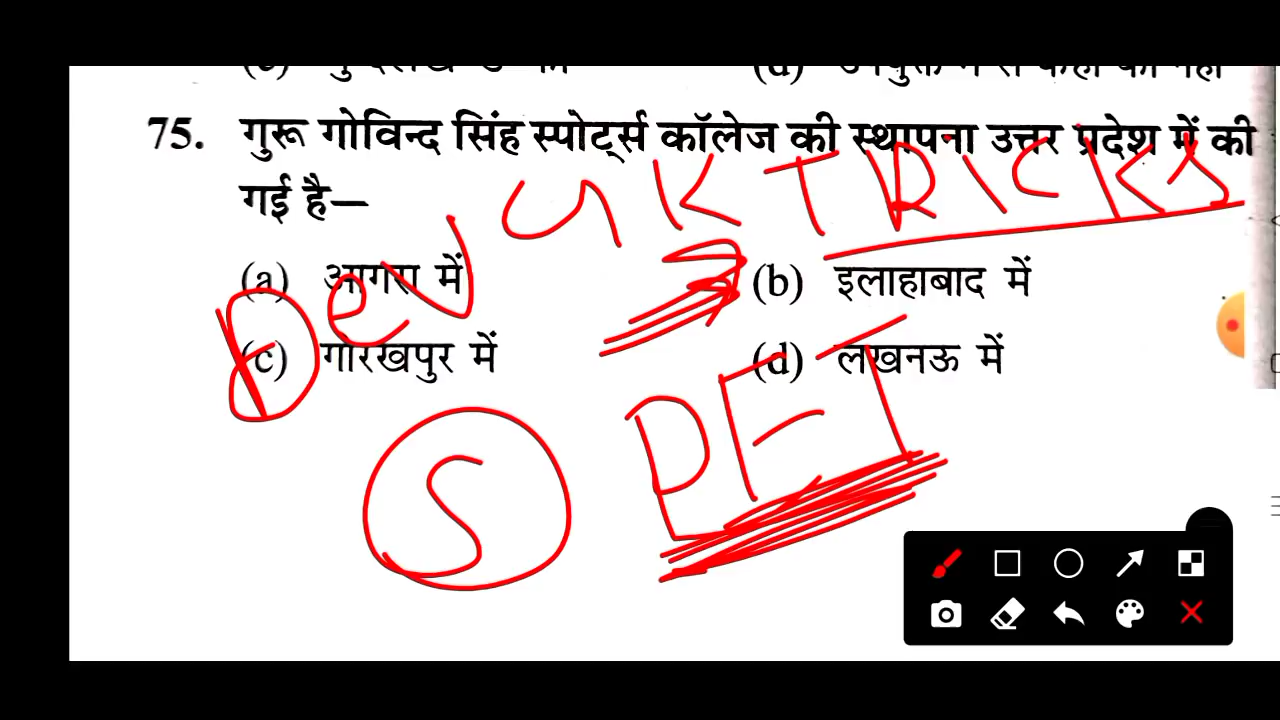 75. गुरू गोविन्द सिंह स्पोर्ट्स कॉलेज की स्थापना उत्तर प्रदेश में की
गई है—
GK TRICKS
Dev
(a) आगरा में
(b) इलाहाबाद में
(c) गोरखपुर में
(d) लखनऊ में
S
PET